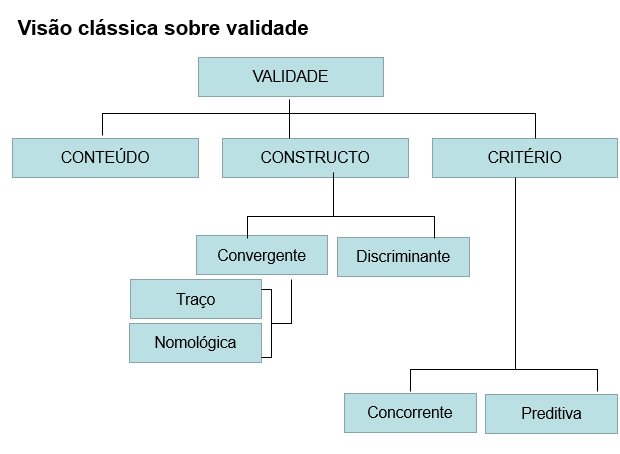 Visão clássica sobre validade
VALIDADE
CONTEÚDO
CONSTRUCTO
CRITÉRIO
Convergente
Discriminante
Traço
Nomológica
Concorrente
Preditiva